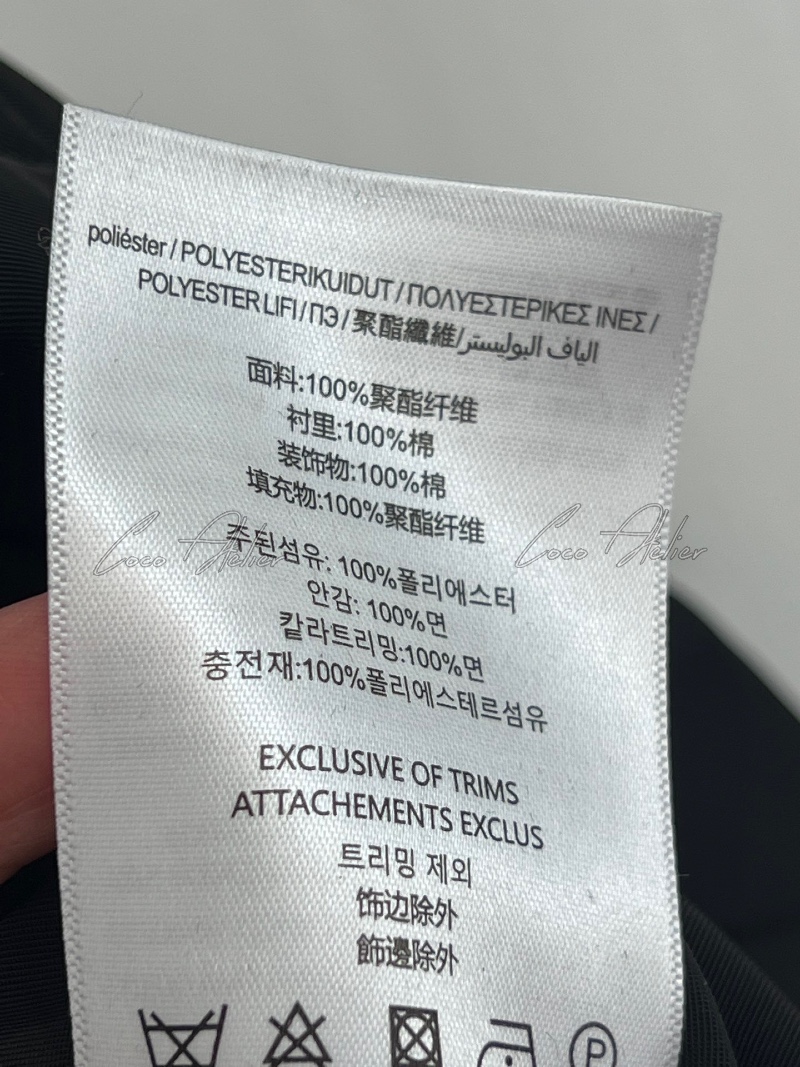 poliéster / POLYESTERIKUIDUT / ΠΟΛΥΕΣΤΕΡΙΚΕΣ ΙΝΕΣ /
POLYESTER LIFI / ПЭ / 聚酯纖維/الياف البوليستر
面料:100%聚酯纤维
衬里:100%棉
装饰物:100%棉
填充物:100%聚酯纤维
Coco Atelier
Coco Atelier
주된섬유: 100%폴리에스터
안감: 100%면
칼라트리밍:100%면
충전재:100%폴리에스테르섬유
EXCLUSIVE OF TRIMS
ATTACHEMENTS EXCLUS
트리밍 제외
饰边除外
飾邊除外
P